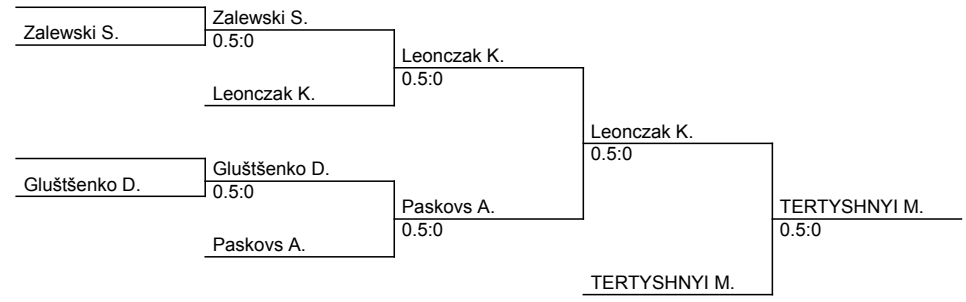 Zalewski S.
Zalewski S.
0.5:0
Leonczak K.
Leonczak K.
0.5:0
Leonczak K.
0.5:0
Gluštšenko D.
Gluštšenko D.
0.5:0
Paskovs A.
Paskovs A.
0.5:0
TERTYSHNYI M.
TERTYSHNYI M.
0.5:0